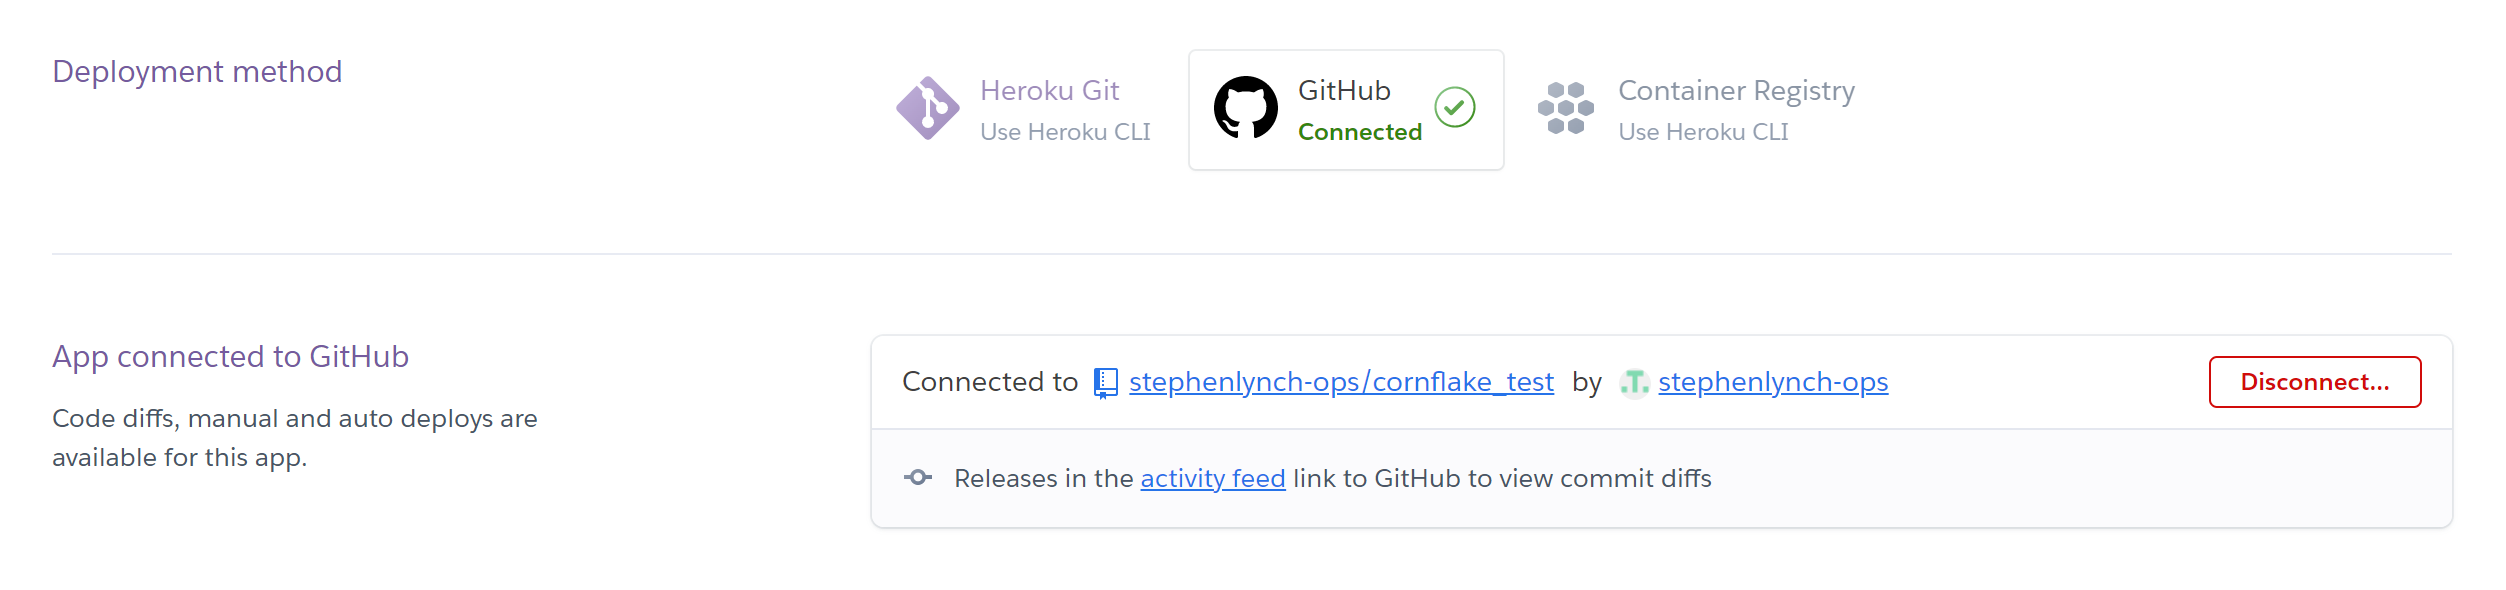 Deployment method
Heroku Git
Use Heroku CLI
GitHub
Connected
Container Registry
Use Heroku CLI
App connected to GitHub
Code diffs, manual and auto deploys are
available for this app.
Connected to stephenlynch-ops/cornflake_test by stephenlynch-ops
Disconnect...
Releases in the activity feed link to GitHub to view commit diffs